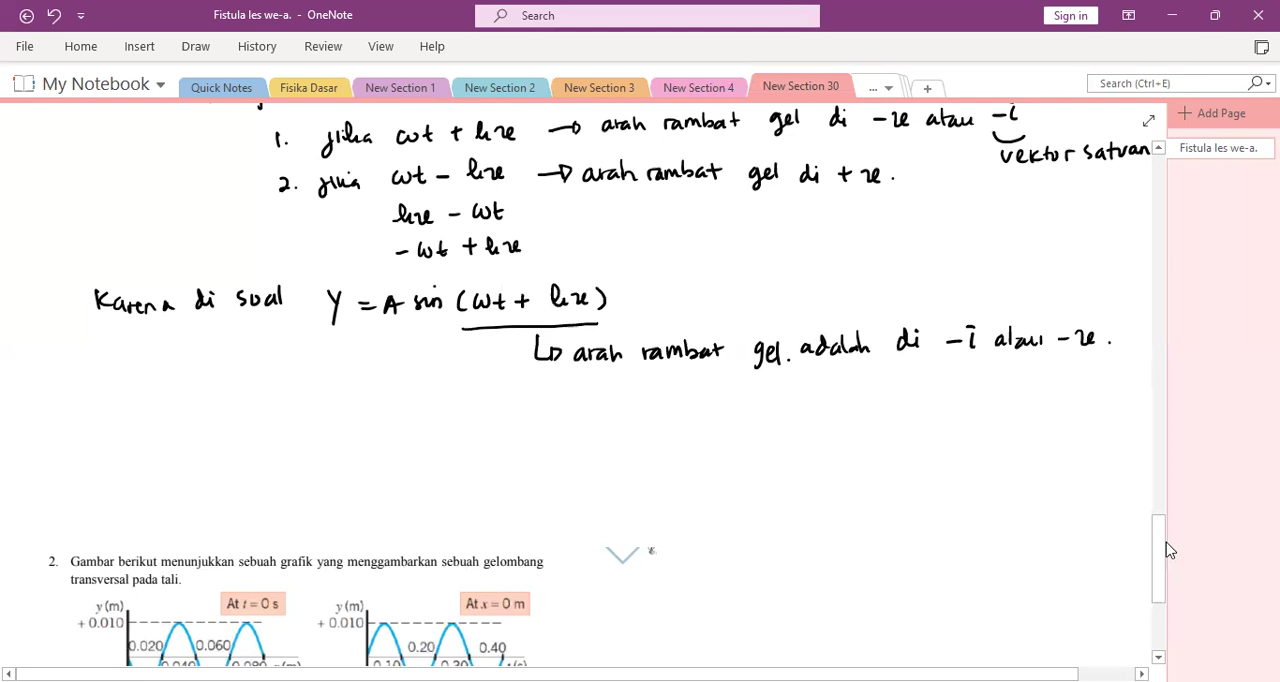 Fistula les we-a. - OneNote
Search
Sign in
File Home Insert Draw History Review View Help
My Notebook
Quick Notes Fisika Dasar New Section 1 New Section 2 New Section 3 New Section 4 New Section 30 ...
Search (Ctrl+E)
Add Page
Fistula les we-a.
1. jika ωt + kx → arah rambat gel di -x atau -i
vektor satuan
2. jika ωt - kx → arah rambat gel di + x.
kx - ωt
- ωt + kx
Karena di soal Y = A sin (ωt + kx)
↳ arah rambat gel. adalah di -i atau -x.
2. Gambar berikut menunjukkan sebuah grafik yang menggambarkan sebuah gelombang
transversal pada tali.
y (m) At t = 0 s y (m) At x = 0 m
+ 0.010 + 0.010
0.020 0.060 0.20 0.40